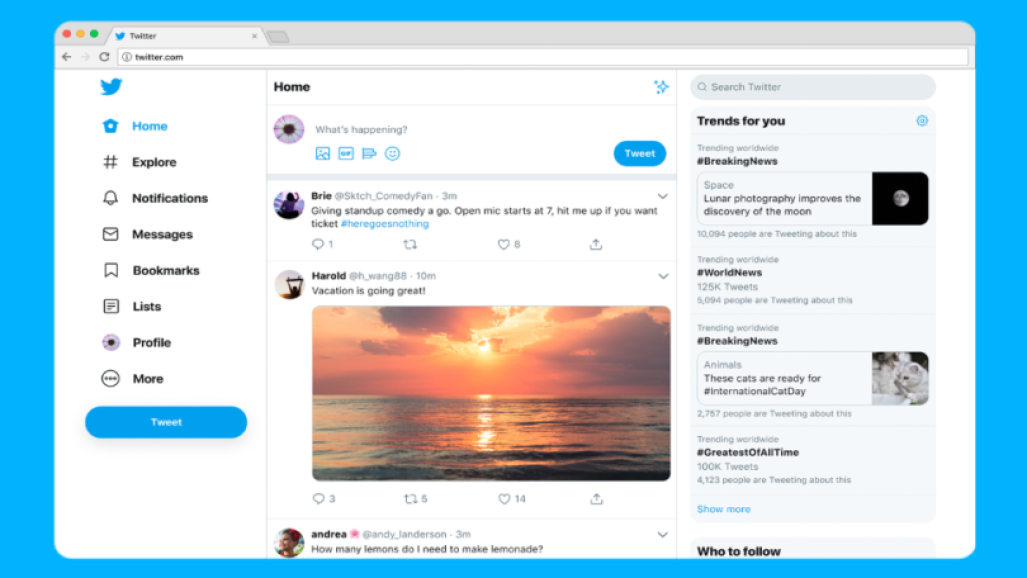 Twitter
twitter.com
Home
Explore
Notifications
Messages
Bookmarks
Lists
Profile
More
Tweet
Home
What's happening?
GIF
Tweet
Brie @Sktch_ComedyFan · 3m
Giving standup comedy a go. Open mic starts at 7, hit me up if you want
ticket #heregoesnothing
1
8
Harold @h_wang88 · 10m
Vacation is going great!
3
5
14
andrea @andy_landerson · 3m
How many lemons do I need to make lemonade?
Search Twitter
Trends for you
Trending worldwide
#BreakingNews
Space
Lunar photography improves the
discovery of the moon
10,094 people are Tweeting about this
Trending worldwide
#WorldNews
125K Tweets
5,094 people are Tweeting about this
Trending worldwide
#BreakingNews
Animals
These cats are ready for
#InternationalCatDay
2,757 people are Tweeting about this
Trending worldwide
#GreatestOfAllTime
100K Tweets
4,123 people are Tweeting about this
Show more
Who to follow